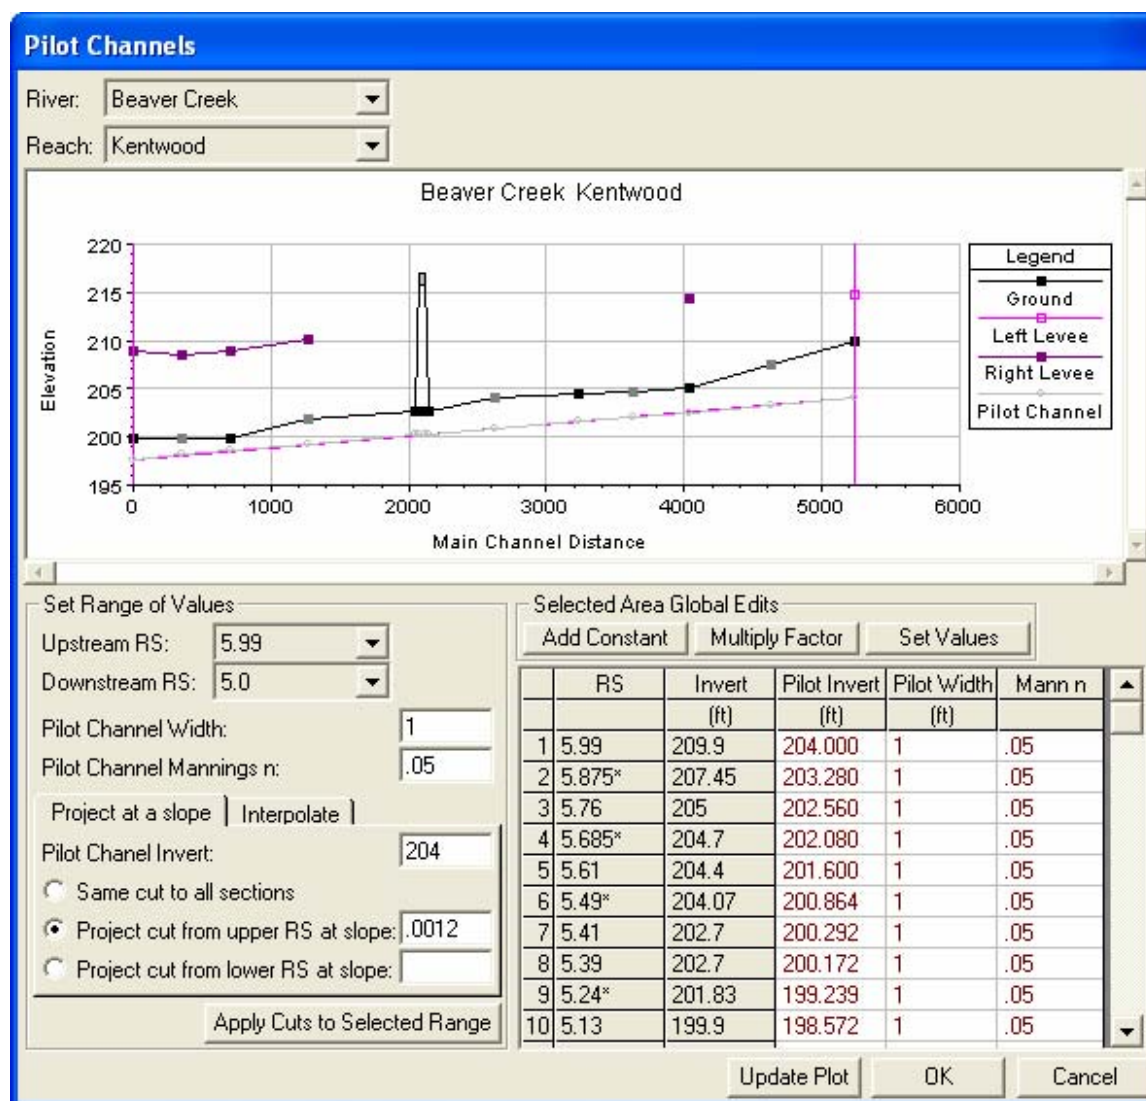 Pilot Channels
River: Beaver Creek
Reach: Kentwood
Beaver Creek Kentwood
220
215
210
205
200
195
Elevation
0 1000 2000 3000 4000 5000 6000
Main Channel Distance
Legend
Ground
Left Levee
Right Levee
Pilot Channel
Set Range of Values
Upstream RS: 5.99
Downstream RS: 5.0
Pilot Channel Width: 1
Pilot Channel Mannings n: .05
Project at a slope Interpolate
Pilot Chanel Invert: 204
Same cut to all sections
Project cut from upper RS at slope: .0012
Project cut from lower RS at slope:
Apply Cuts to Selected Range
Selected Area Global Edits
Add Constant Multiply Factor Set Values
RS Invert Pilot Invert Pilot Width Mann n
(ft) (ft) (ft)
1 5.99 209.9 204.000 1 .05
2 5.875* 207.45 203.280 1 .05
3 5.76 205 202.560 1 .05
4 5.685* 204.7 202.080 1 .05
5 5.61 204.4 201.600 1 .05
6 5.49* 204.07 200.864 1 .05
7 5.41 202.7 200.292 1 .05
8 5.39 202.7 200.172 1 .05
9 5.24* 201.83 199.239 1 .05
10 5.13 199.9 198.572 1 .05
Update Plot OK Cancel